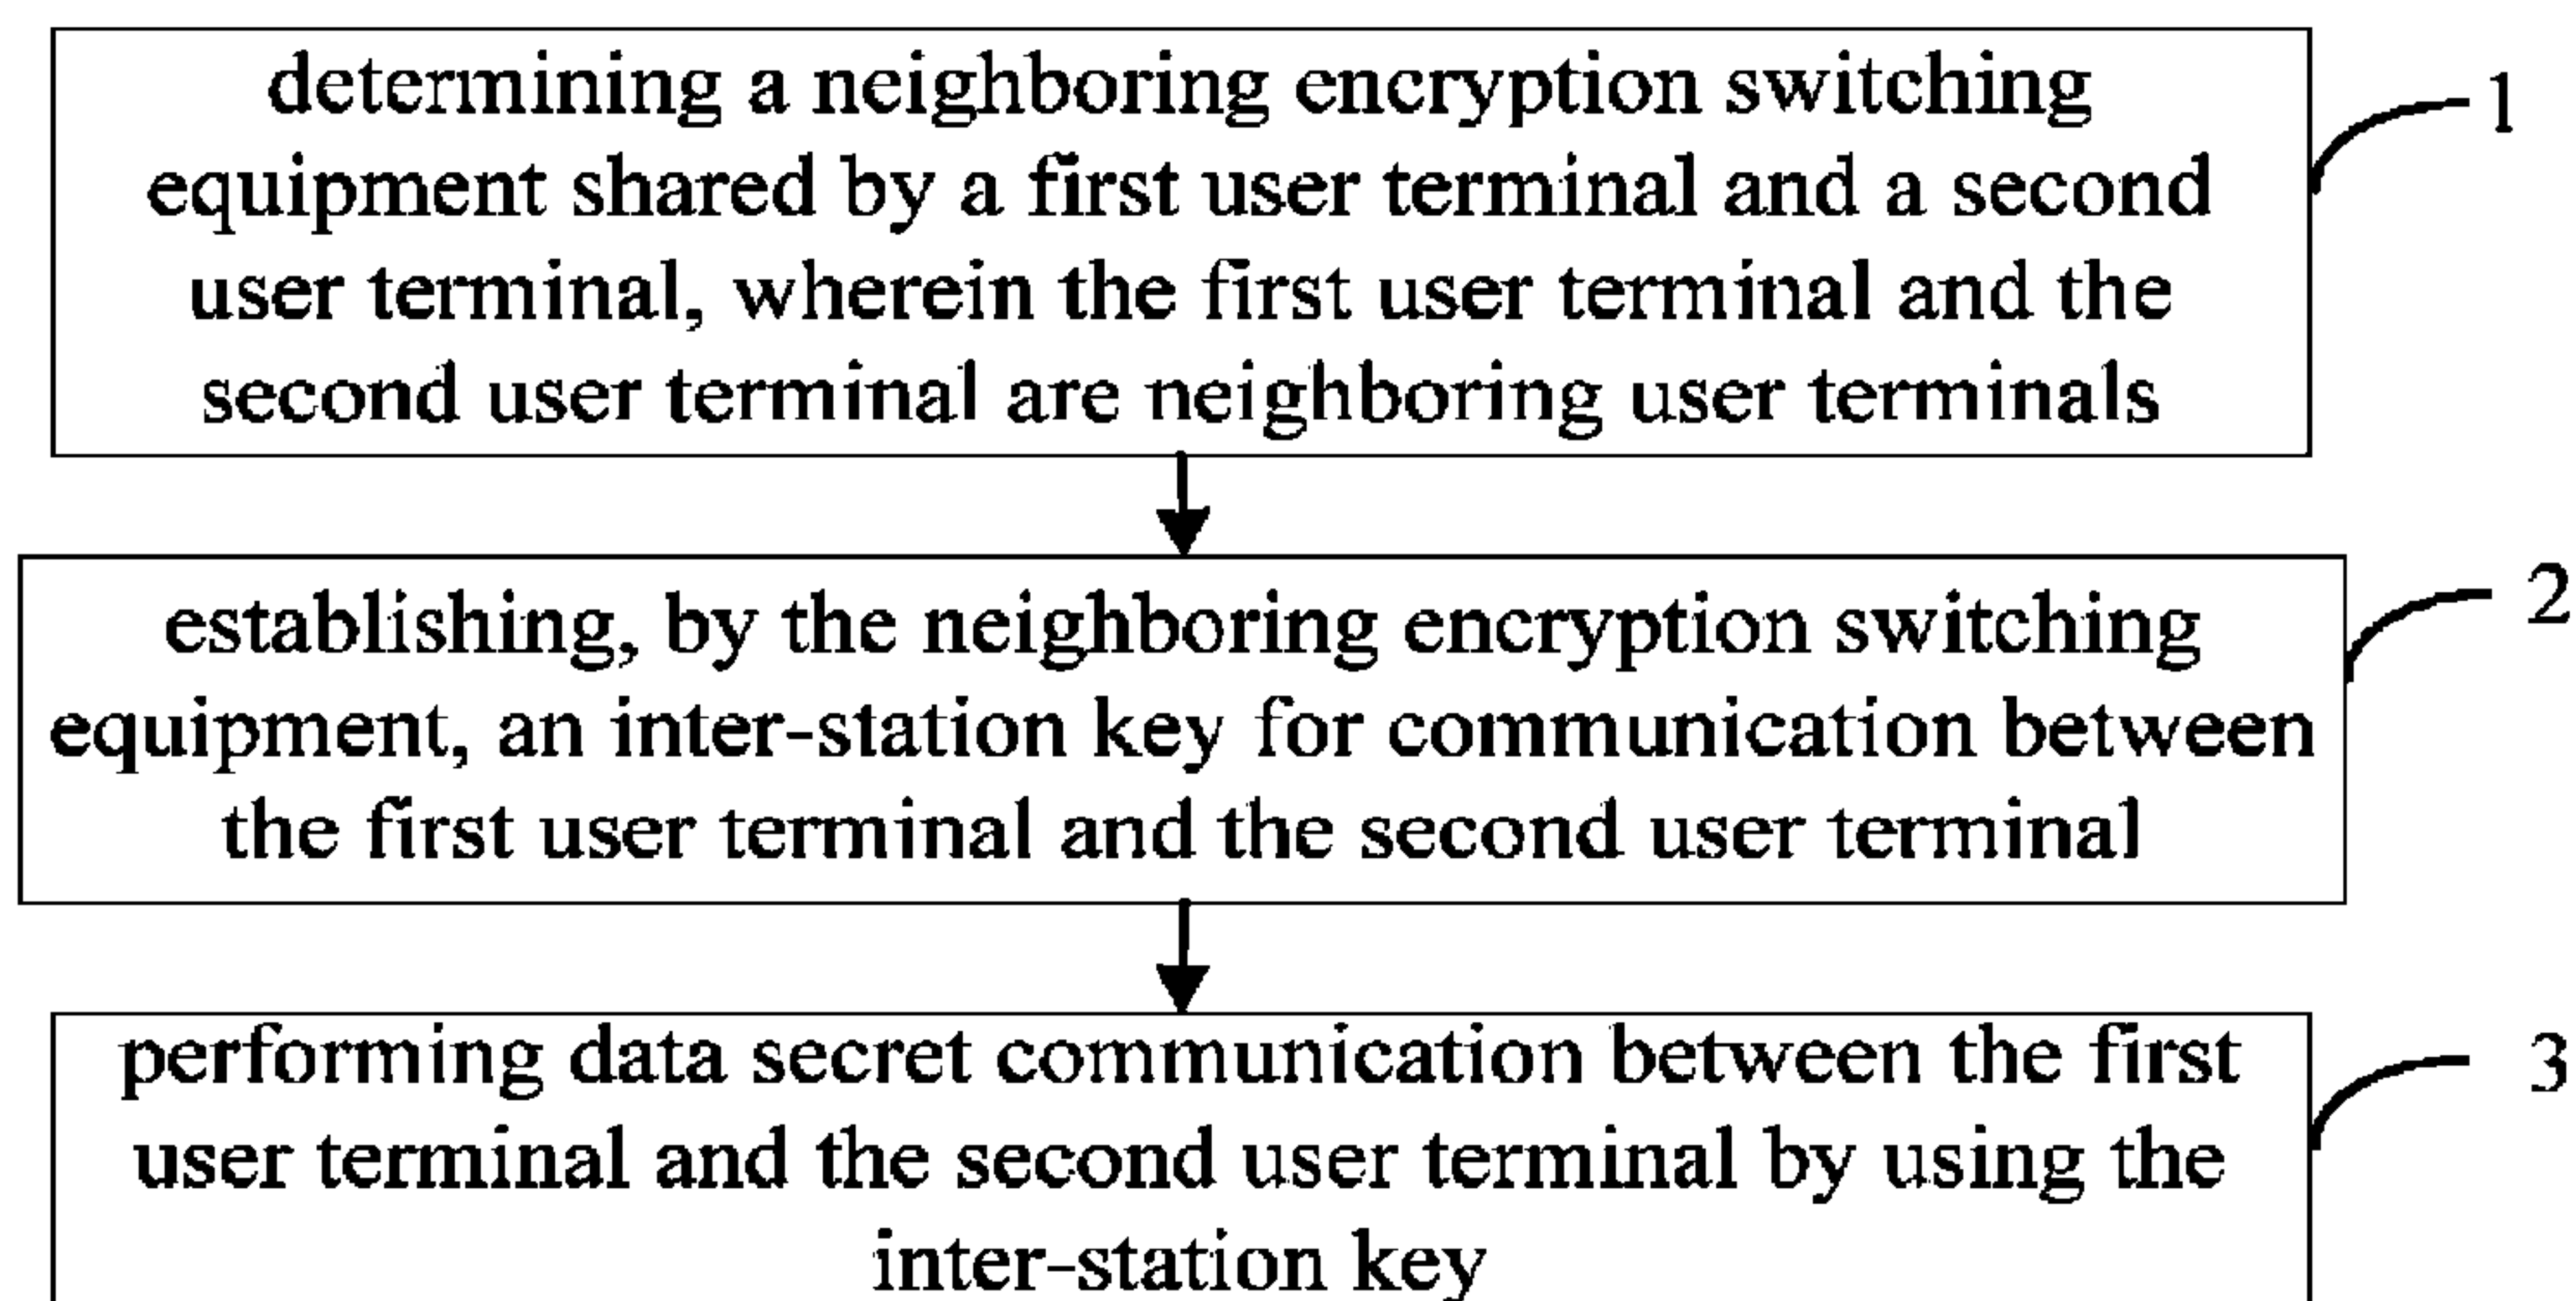 determining a neighboring encryption switching
equipment shared by a first user terminal and a second
user terminal, wherein the first user terminal and the
second user terminal are neighboring user terminals
1
establishing, by the neighboring encryption switching
equipment, an inter-station key for communication between
the first user terminal and the second user terminal
2
performing data secret communication between the first
user terminal and the second user terminal by using the
inter-station key
3